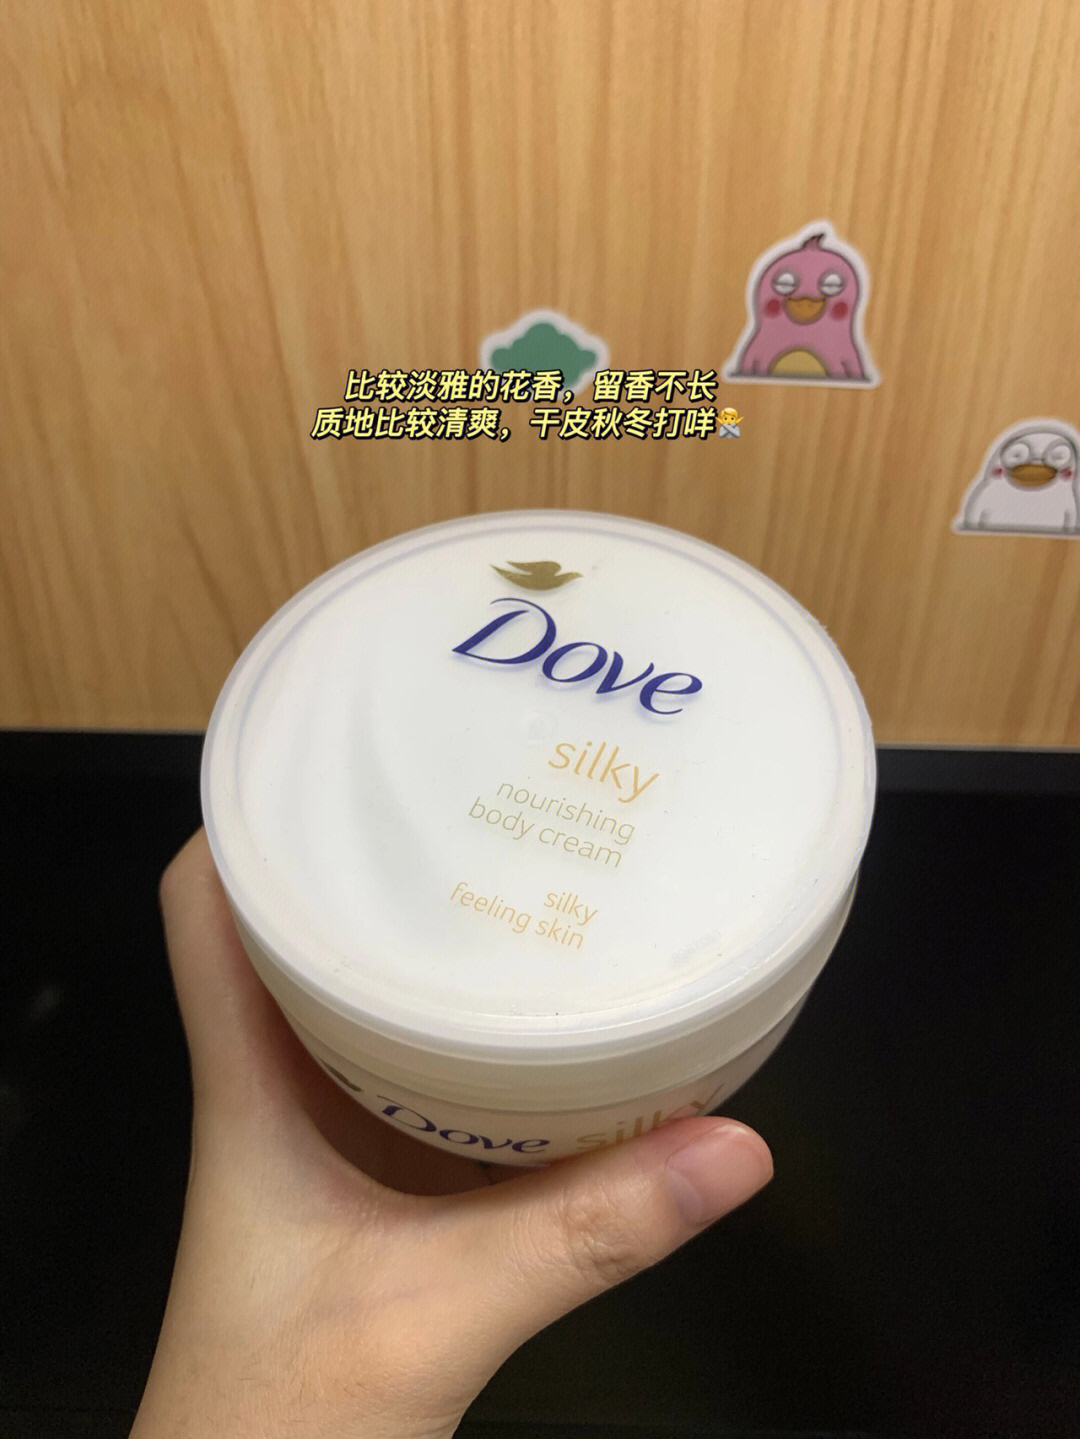 比较淡雅的花香，留香不长
质地比较清爽，干皮秋冬打咩🙅
Dove
silky
nourishing
body cream
silky
feeling skin
Dove silky